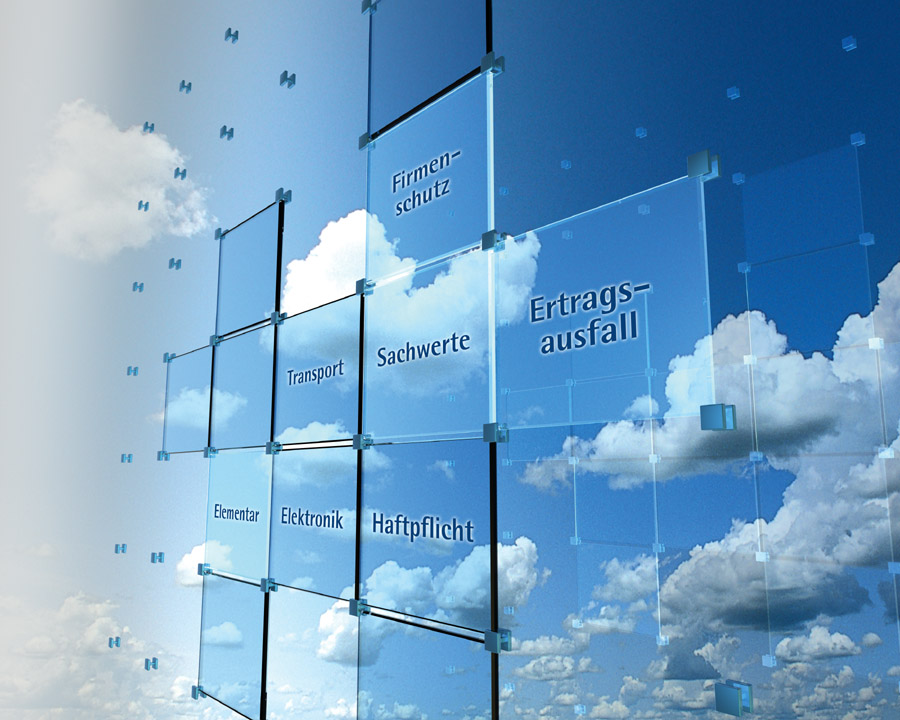 Firmen-
schutz
Ertrags-
ausfall
Transport
Sachwerte
Elementar
Elektronik
Haftpflicht